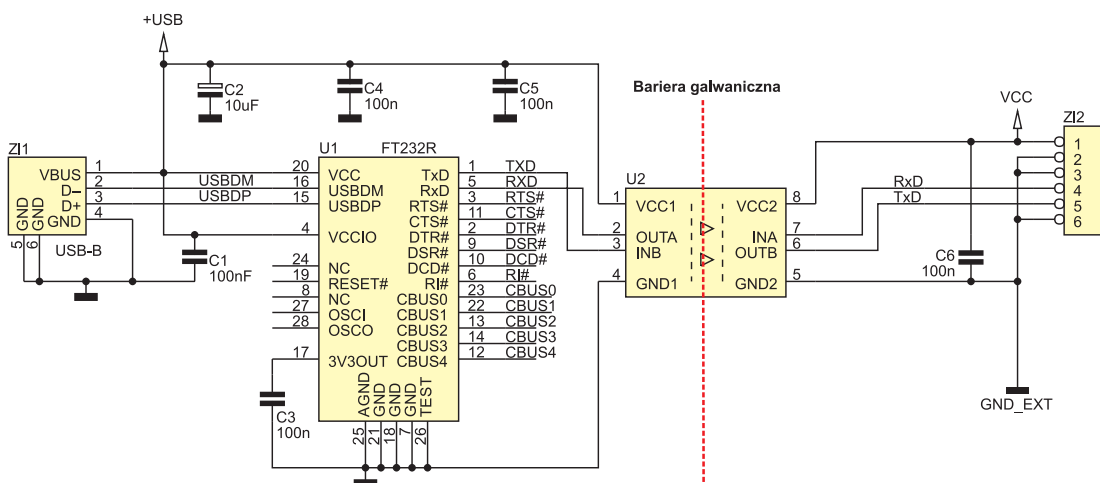 +USB
C2
10uF
C4
100n
C5
100n
Bariera galwaniczna
VCC
ZI2
1
2
3
4
5
6
ZI1
VBUS
D–
D+
GND
GND
GND
1
2
3
4
5
6
USB-B
USBDM
USBDP
C1
100nF
U1
FT232R
20
16
15
4
24
19
8
27
28
17
VCC
USBDM
USBDP
VCCIO
NC
RESET#
NC
OSCI
OSCO
3V3OUT
TxD
RxD
RTS#
CTS#
DTR#
DSR#
DCD#
RI#
CBUS0
CBUS1
CBUS2
CBUS3
CBUS4
1 TXD
5 RXD
3 RTS#
11 CTS#
2 DTR#
9 DSR#
10 DCD#
6 RI#
23 CBUS0
22 CBUS1
13 CBUS2
14 CBUS3
12 CBUS4
AGND
GND
GND
GND
TEST
25
21
18
7
26
C3
100n
U2
1
2
3
4
VCC1
OUTA
INB
GND1
VCC2
INA
OUTB
GND2
8
7
6
5
RxD
TxD
C6
100n
GND_EXT